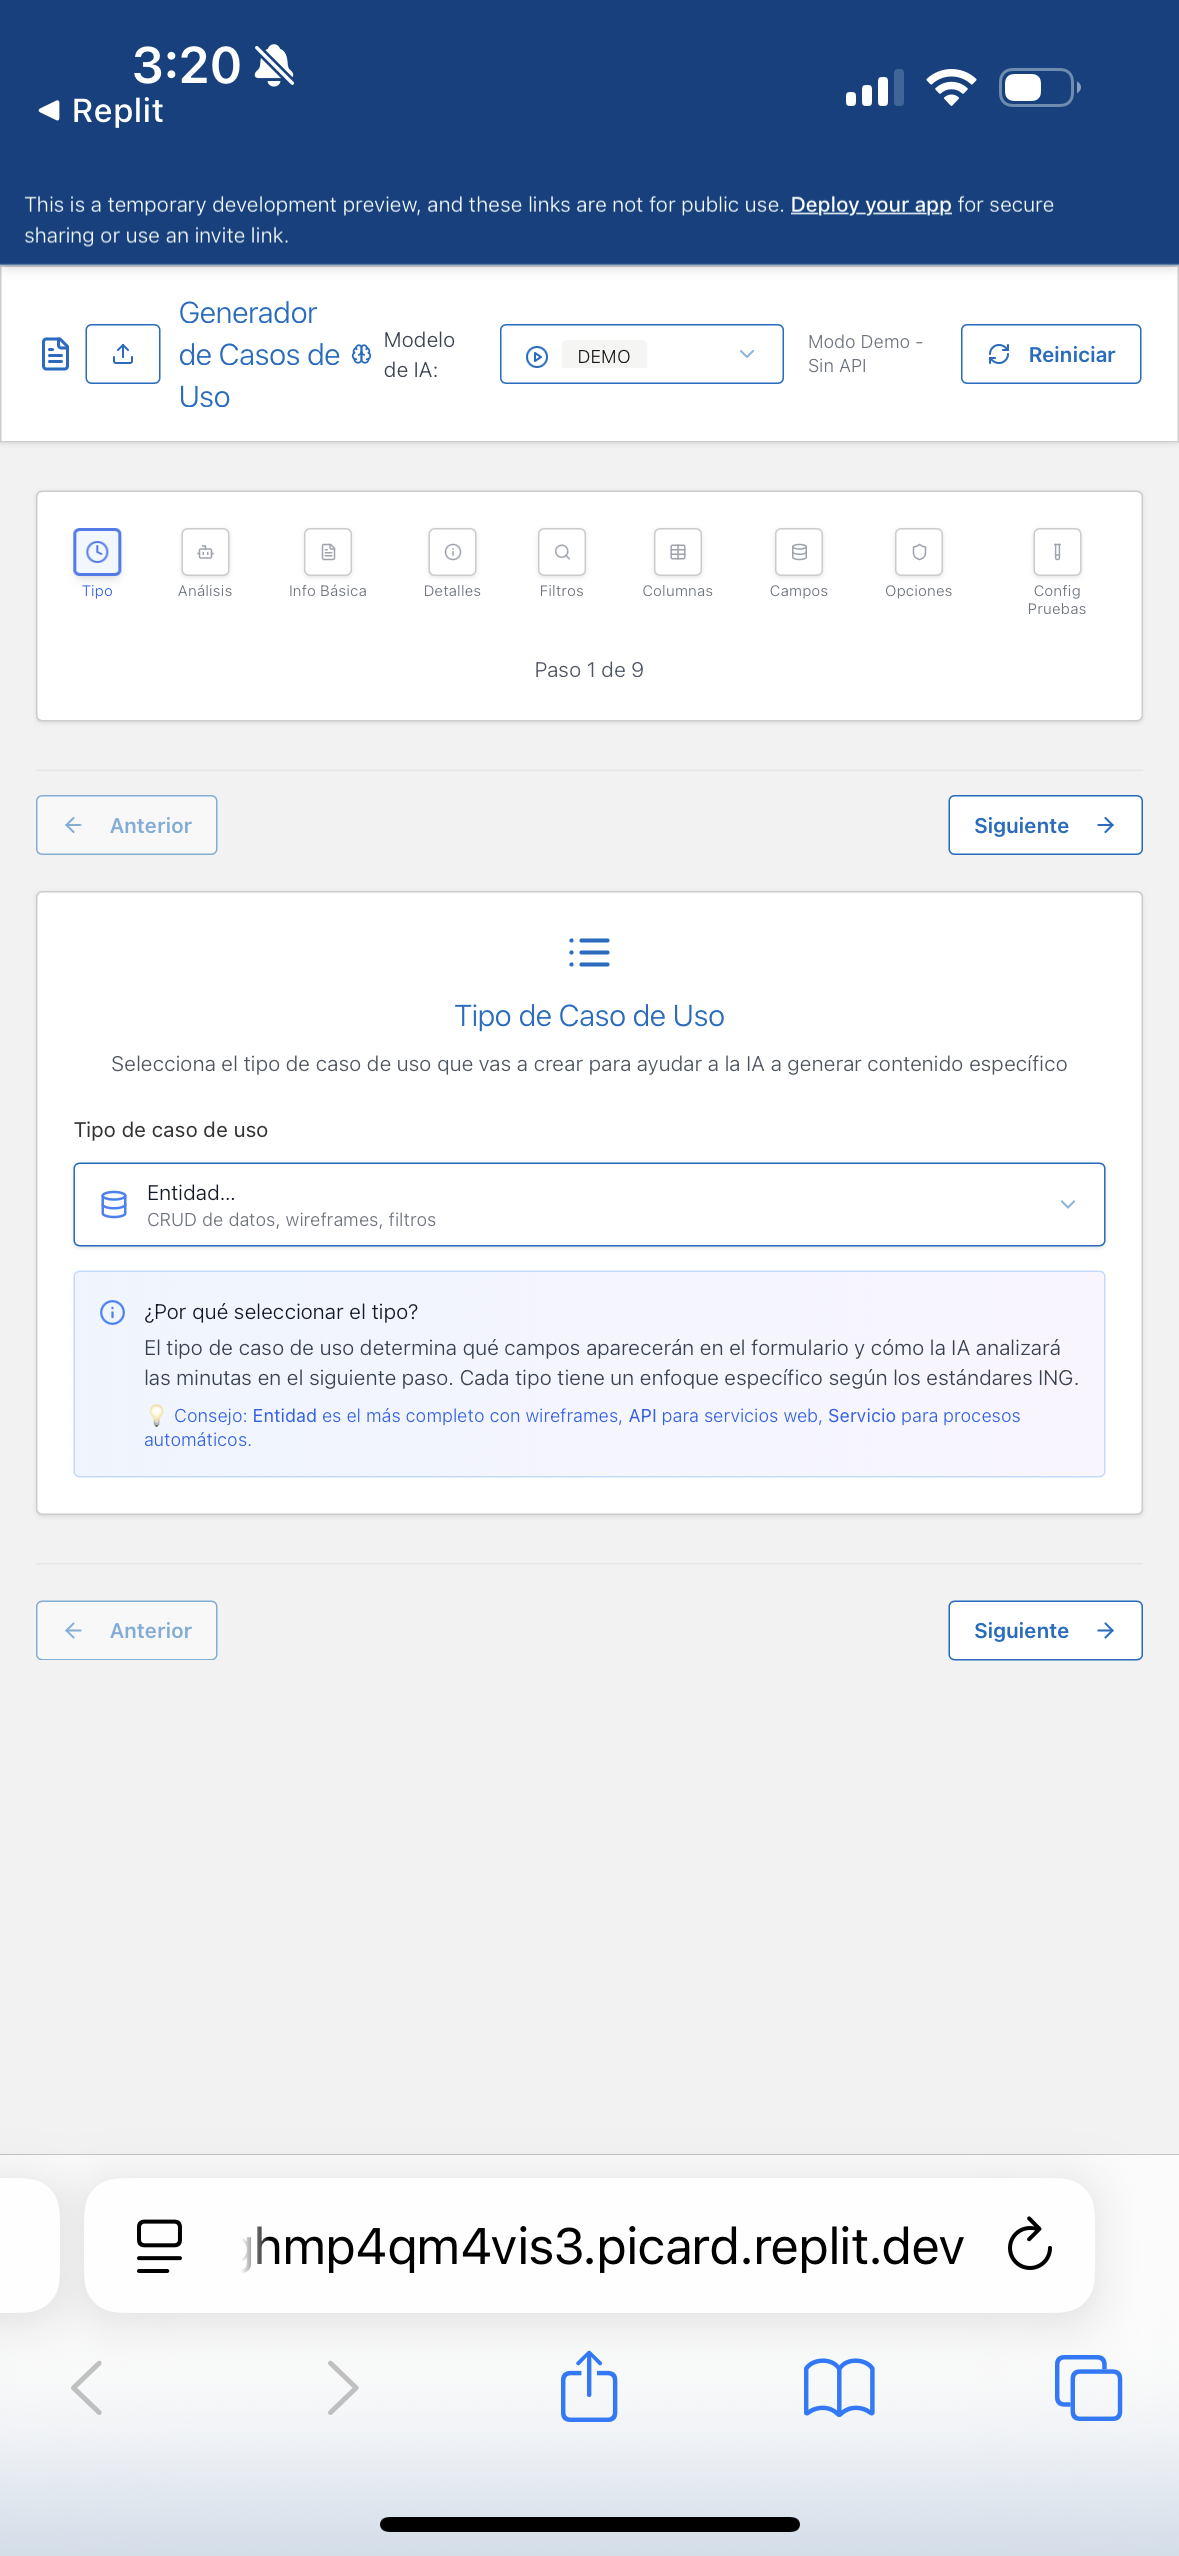 3:20
Replit
This is a temporary development preview, and these links are not for public use. Deploy your app for secure
sharing or use an invite link.
Generador
de Casos de
Uso
Modelo
de IA:
DEMO
Modo Demo -
Sin API
Reiniciar
Tipo
Análisis
Info Básica
Detalles
Filtros
Columnas
Campos
Opciones
Config
Pruebas
Paso 1 de 9
Anterior
Siguiente
Tipo de Caso de Uso
Selecciona el tipo de caso de uso que vas a crear para ayudar a la IA a generar contenido específico
Tipo de caso de uso
Entidad...
CRUD de datos, wireframes, filtros
¿Por qué seleccionar el tipo?
El tipo de caso de uso determina qué campos aparecerán en el formulario y cómo la IA analizará
las minutas en el siguiente paso. Cada tipo tiene un enfoque específico según los estándares ING.
Consejo: Entidad es el más completo con wireframes, API para servicios web, Servicio para procesos
automáticos.
Anterior
Siguiente
hmp4qm4vis3.picard.replit.dev